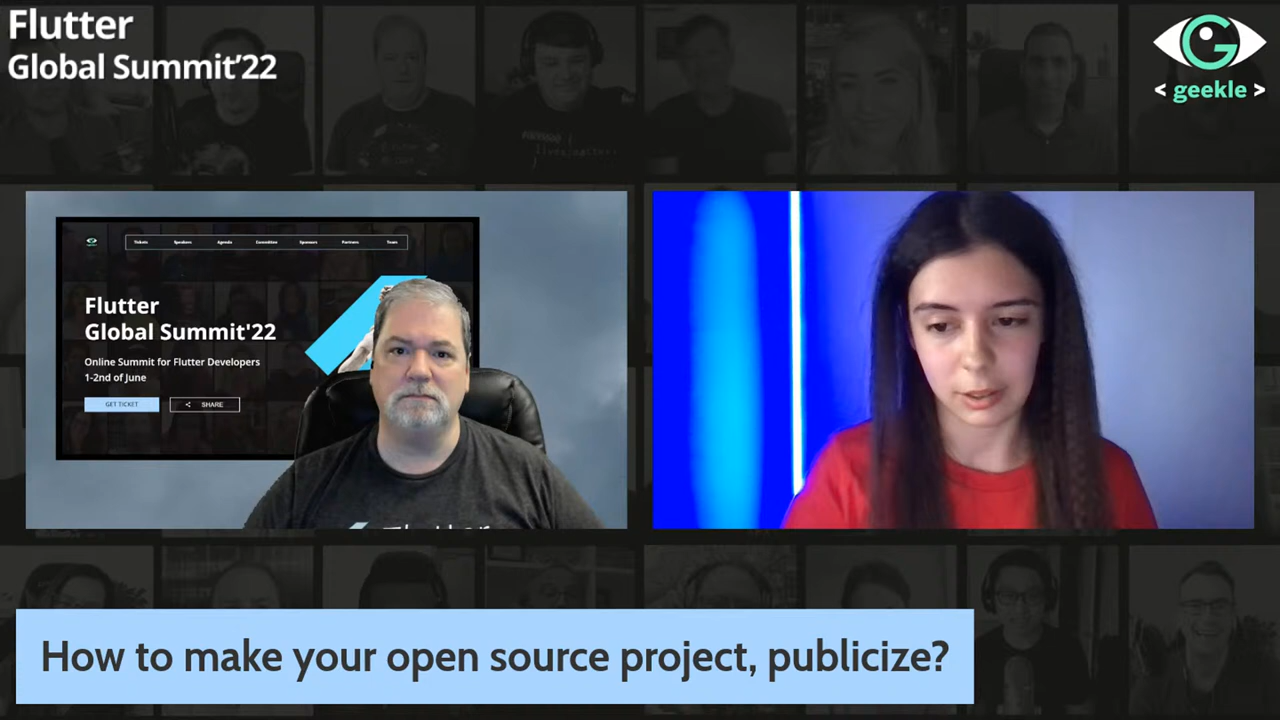 Flutter
Global Summit'22
< geekle >
Tickets
Speakers
Agenda
Committee
Sponsors
Partners
Team
Flutter
Global Summit'22
Online Summit for Flutter Developers
1-2nd of June
GET TICKET
SHARE
How to make your open source project, publicize?